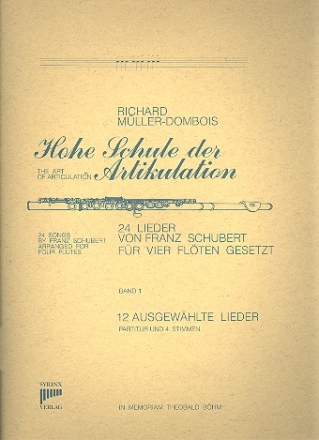 RICHARD
MÜLLER-DOMBOIS
Hohe Schule der
Artikulation
THE ART
OF ARTICULATION
24 SONGS
BY FRANZ SCHUBERT
ARRANGED FOR
FOUR FLUTES
24 LIEDER
VON FRANZ SCHUBERT
FÜR VIER FLÖTEN GESETZT
BAND 1
12 AUSGEWÄHLTE LIEDER
PARTITUR UND 4 STIMMEN
SYRINX
VERLAG
IN MEMORIAM THEOBALD BÖHM